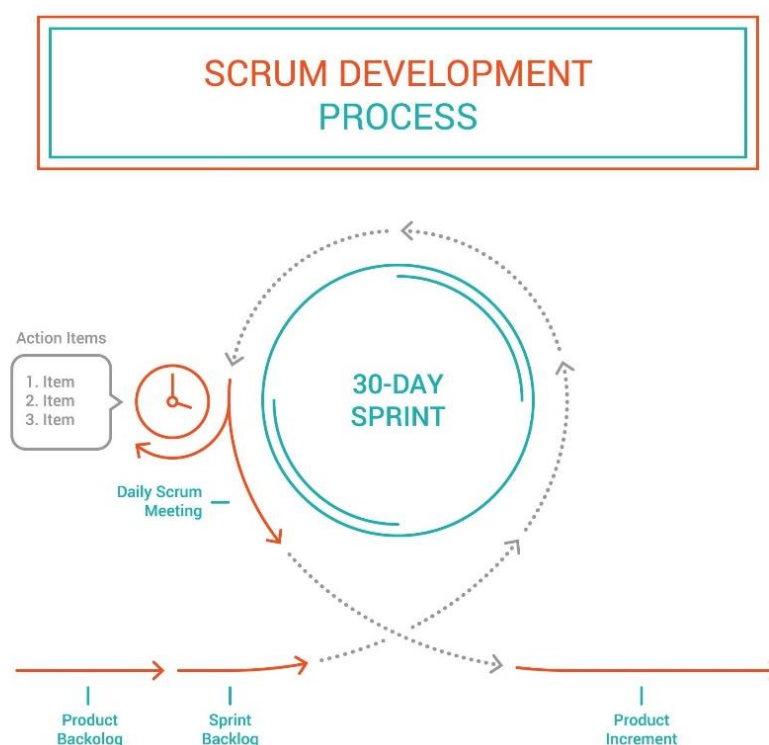 SCRUM DEVELOPMENT
PROCESS
Action Items
1. Item
2. Item
3. Item
30-DAY
SPRINT
Daily Scrum
Meeting
Product
Backolog
Sprint
Backlog
Product
Increment